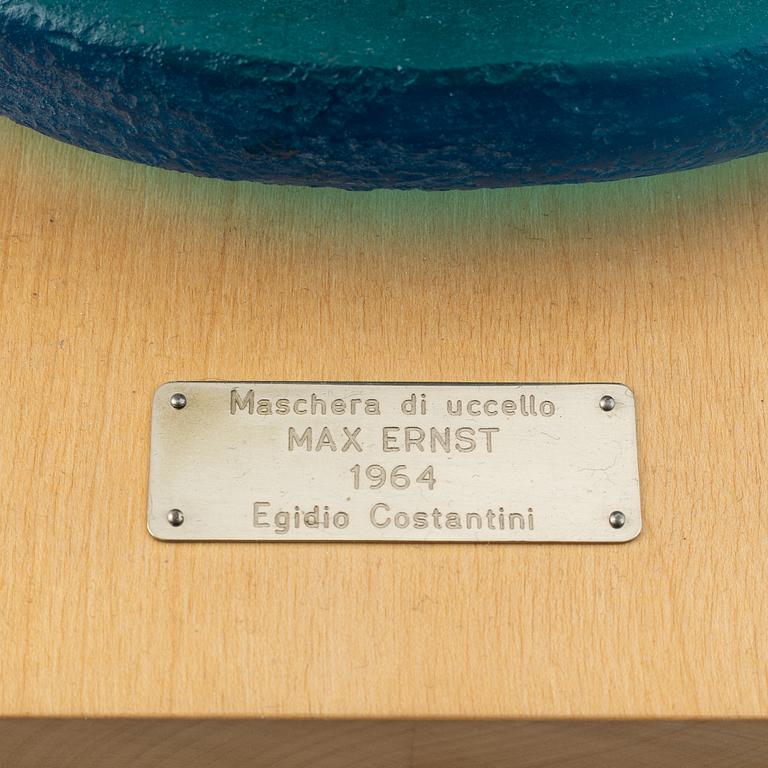 Maschera di uccello
MAX ERNST
1964
Egidio Costantini